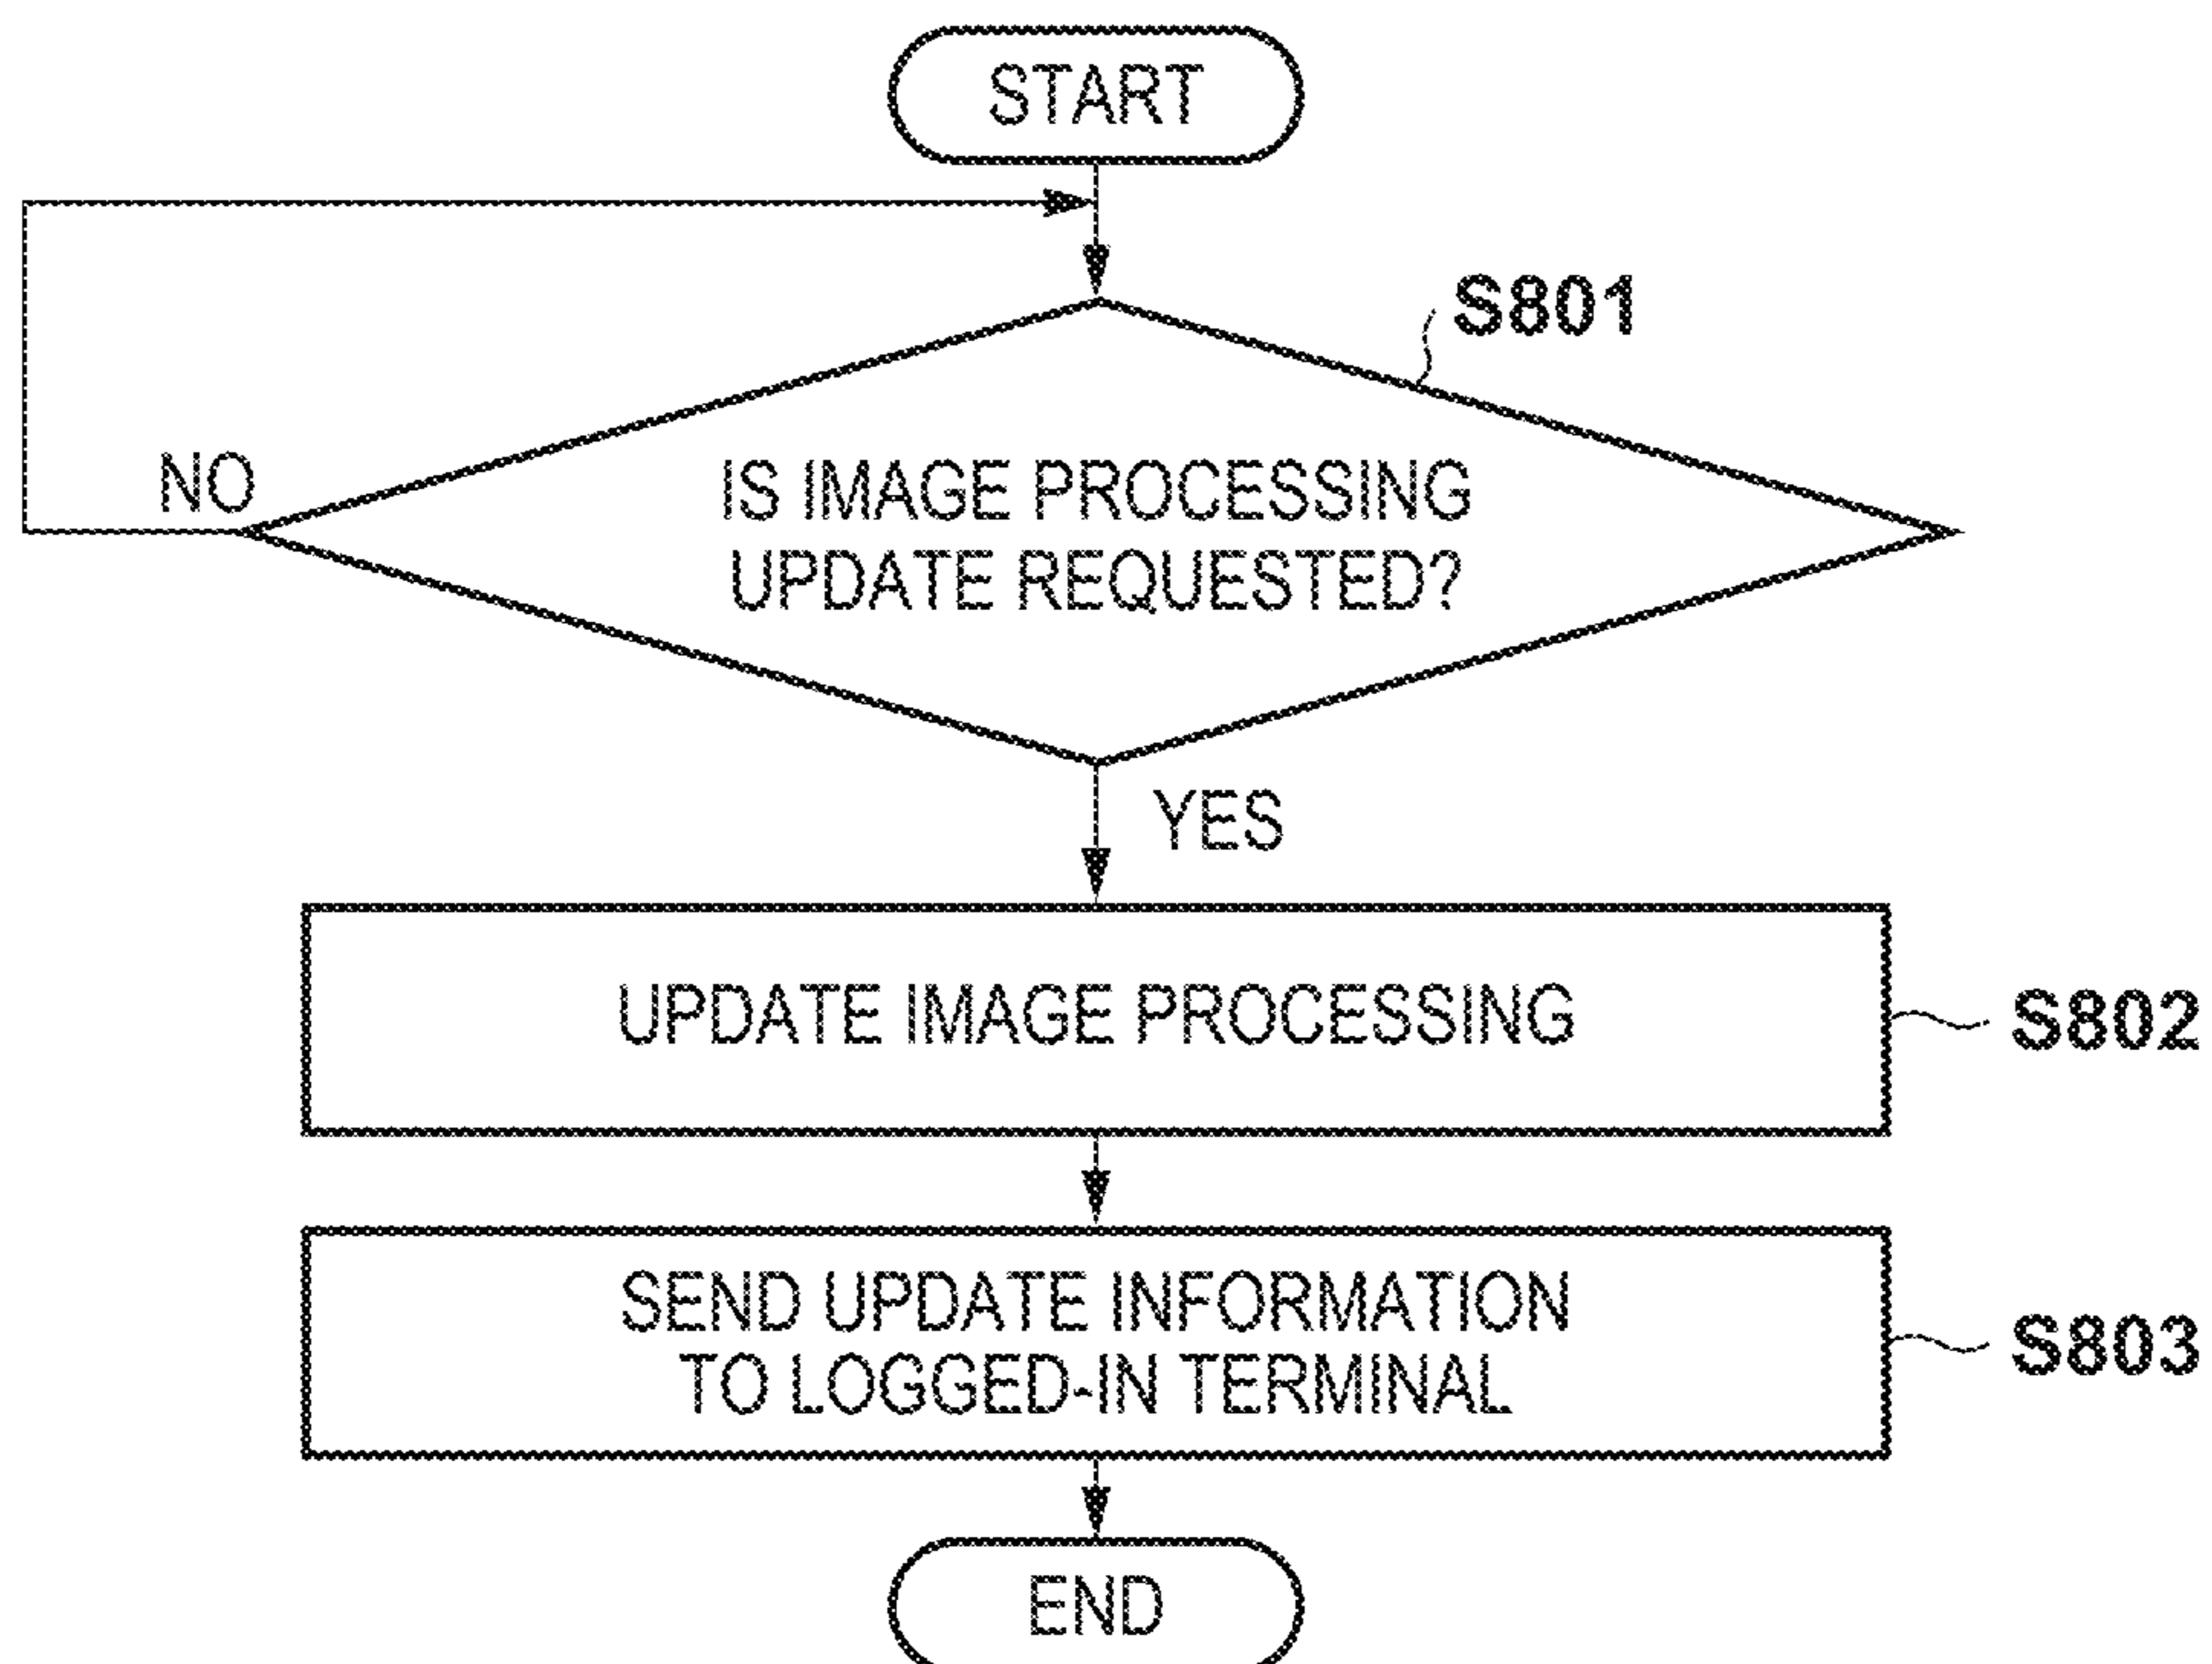 START
S801
NO
IS IMAGE PROCESSING
UPDATE REQUESTED?
YES
UPDATE IMAGE PROCESSING
S802
SEND UPDATE INFORMATION
TO LOGGED-IN TERMINAL
S803
END